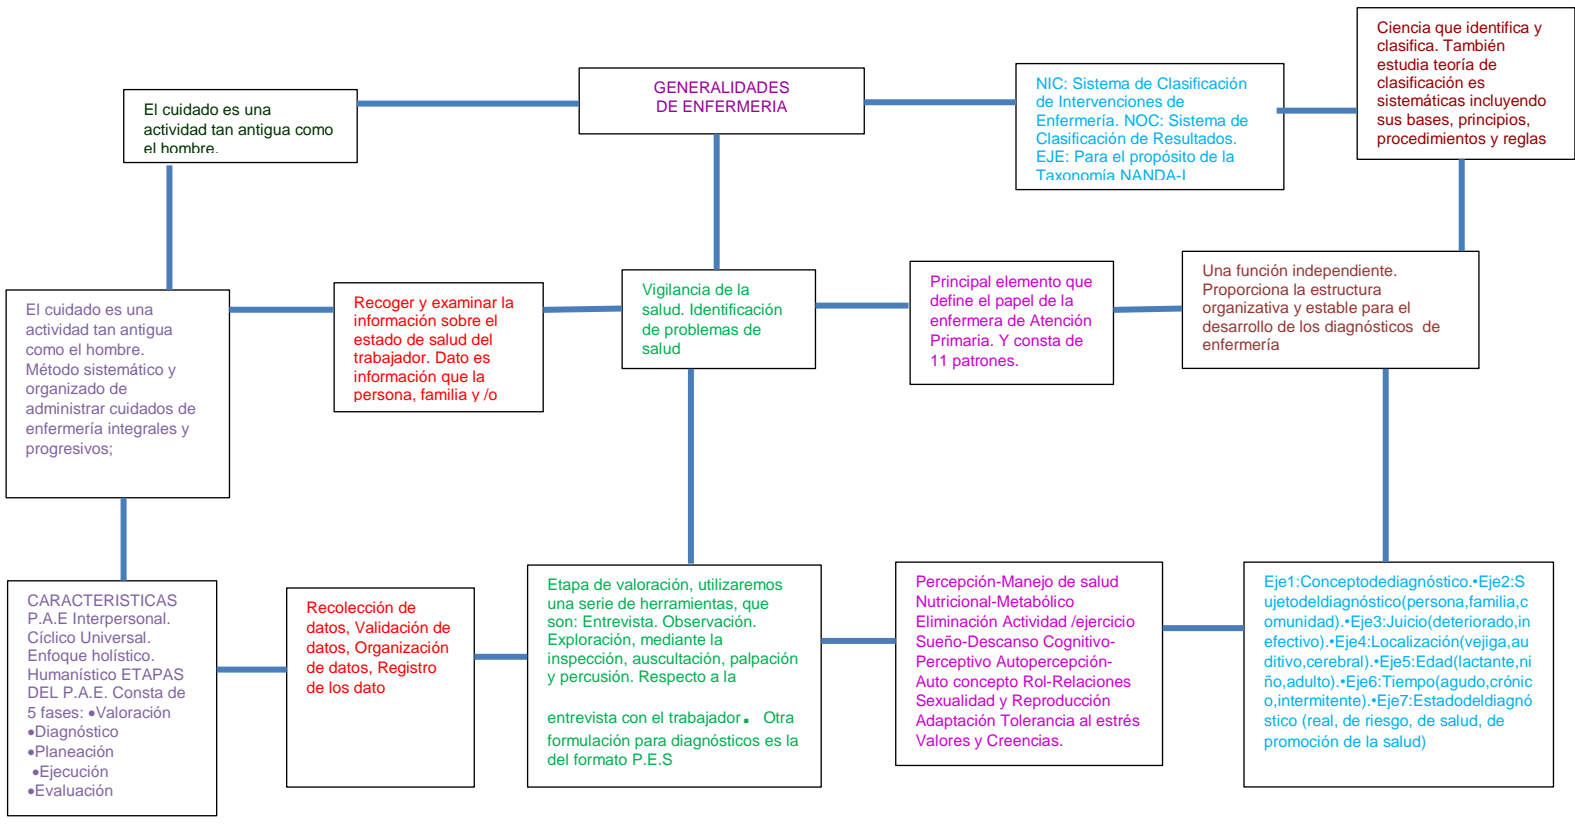 GENERALIDADES
DE ENFERMERIA
El cuidado es una
actividad tan antigua como
el hombre.
NIC: Sistema de Clasificación
de Intervenciones de
Enfermería. NOC: Sistema de
Clasificación de Resultados.
EJE: Para el propósito de la
Taxonomía NANDA-I
Ciencia que identifica y
clasifica. También
estudia teoría de
clasificación es
sistemáticas incluyendo
sus bases, principios,
procedimientos y reglas
El cuidado es una
actividad tan antigua
como el hombre.
Método sistemático y
organizado de
administrar cuidados de
enfermería integrales y
progresivos;
Recoger y examinar la
información sobre el
estado de salud del
trabajador. Dato es
información que la
persona, familia y /o
Vigilancia de la
salud. Identificación
de problemas de
salud
Principal elemento que
define el papel de la
enfermera de Atención
Primaria. Y consta de
11 patrones.
Una función independiente.
Proporciona la estructura
organizativa y estable para el
desarrollo de los diagnósticos de
enfermería
CARACTERISTICAS
P.A.E Interpersonal.
Cíclico Universal.
Enfoque holístico.
Humanístico ETAPAS
DEL P.A.E. Consta de
5 fases: •Valoración
•Diagnóstico
•Planeación
•Ejecución
•Evaluación
Recolección de
datos, Validación de
datos, Organización
de datos, Registro
de los dato
Etapa de valoración, utilizaremos
una serie de herramientas, que
son: Entrevista. Observación.
Exploración, mediante la
inspección, auscultación, palpación
y percusión. Respecto a la
entrevista con el trabajador. Otra
formulación para diagnósticos es la
del formato P.E.S
Percepción-Manejo de salud
Nutricional-Metabólico
Eliminación Actividad /ejercicio
Sueño-Descanso Cognitivo-
Perceptivo Autopercepción-
Auto concepto Rol-Relaciones
Sexualidad y Reproducción
Adaptación Tolerancia al estrés
Valores y Creencias.
Eje1:Conceptodediagnóstico.•Eje2:S
ujetodeldiagnóstico(persona,familia,c
omunidad).•Eje3:Juicio(deteriorado,in
efectivo).•Eje4:Localización(vejiga,au
ditivo,cerebral).•Eje5:Edad(lactante,ni
ño,adulto).•Eje6:Tiempo(agudo,crónic
o,intermitente).•Eje7:Estadodeldiagnó
stico (real, de riesgo, de salud, de
promoción de la salud)